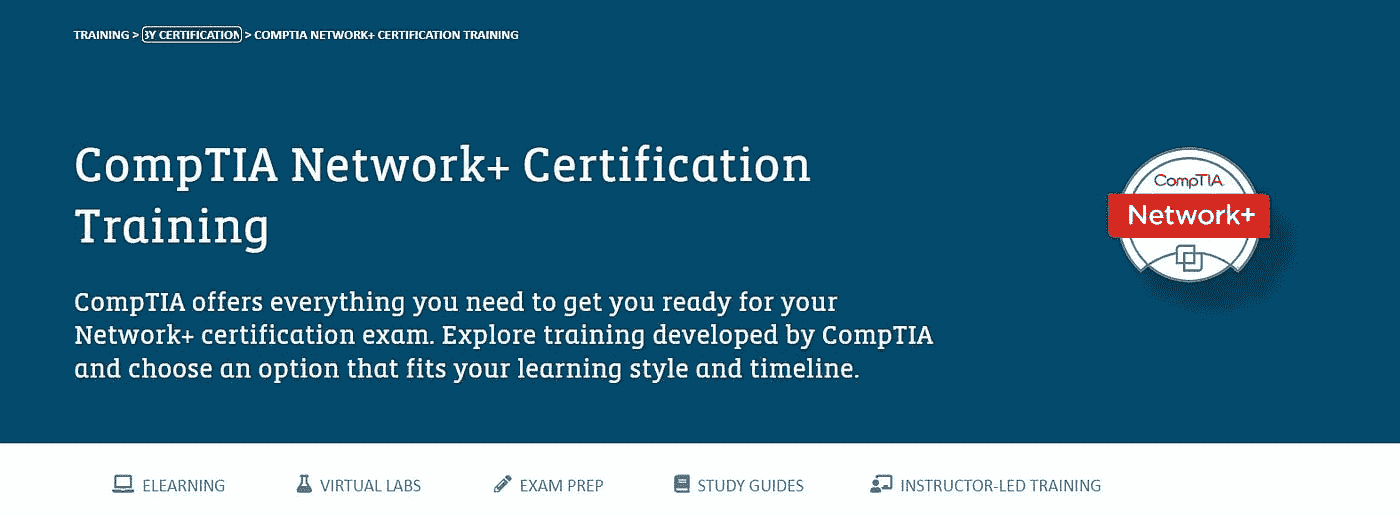 TRAINING > BY CERTIFICATION > COMPTIA NETWORK+ CERTIFICATION TRAINING
CompTIA Network+ Certification
Training
CompTIA offers everything you need to get you ready for your
Network+ certification exam. Explore training developed by CompTIA
and choose an option that fits your learning style and timeline.
CompTIA
Network+
ELEARNING
VIRTUAL LABS
EXAM PREP
STUDY GUIDES
INSTRUCTOR-LED TRAINING